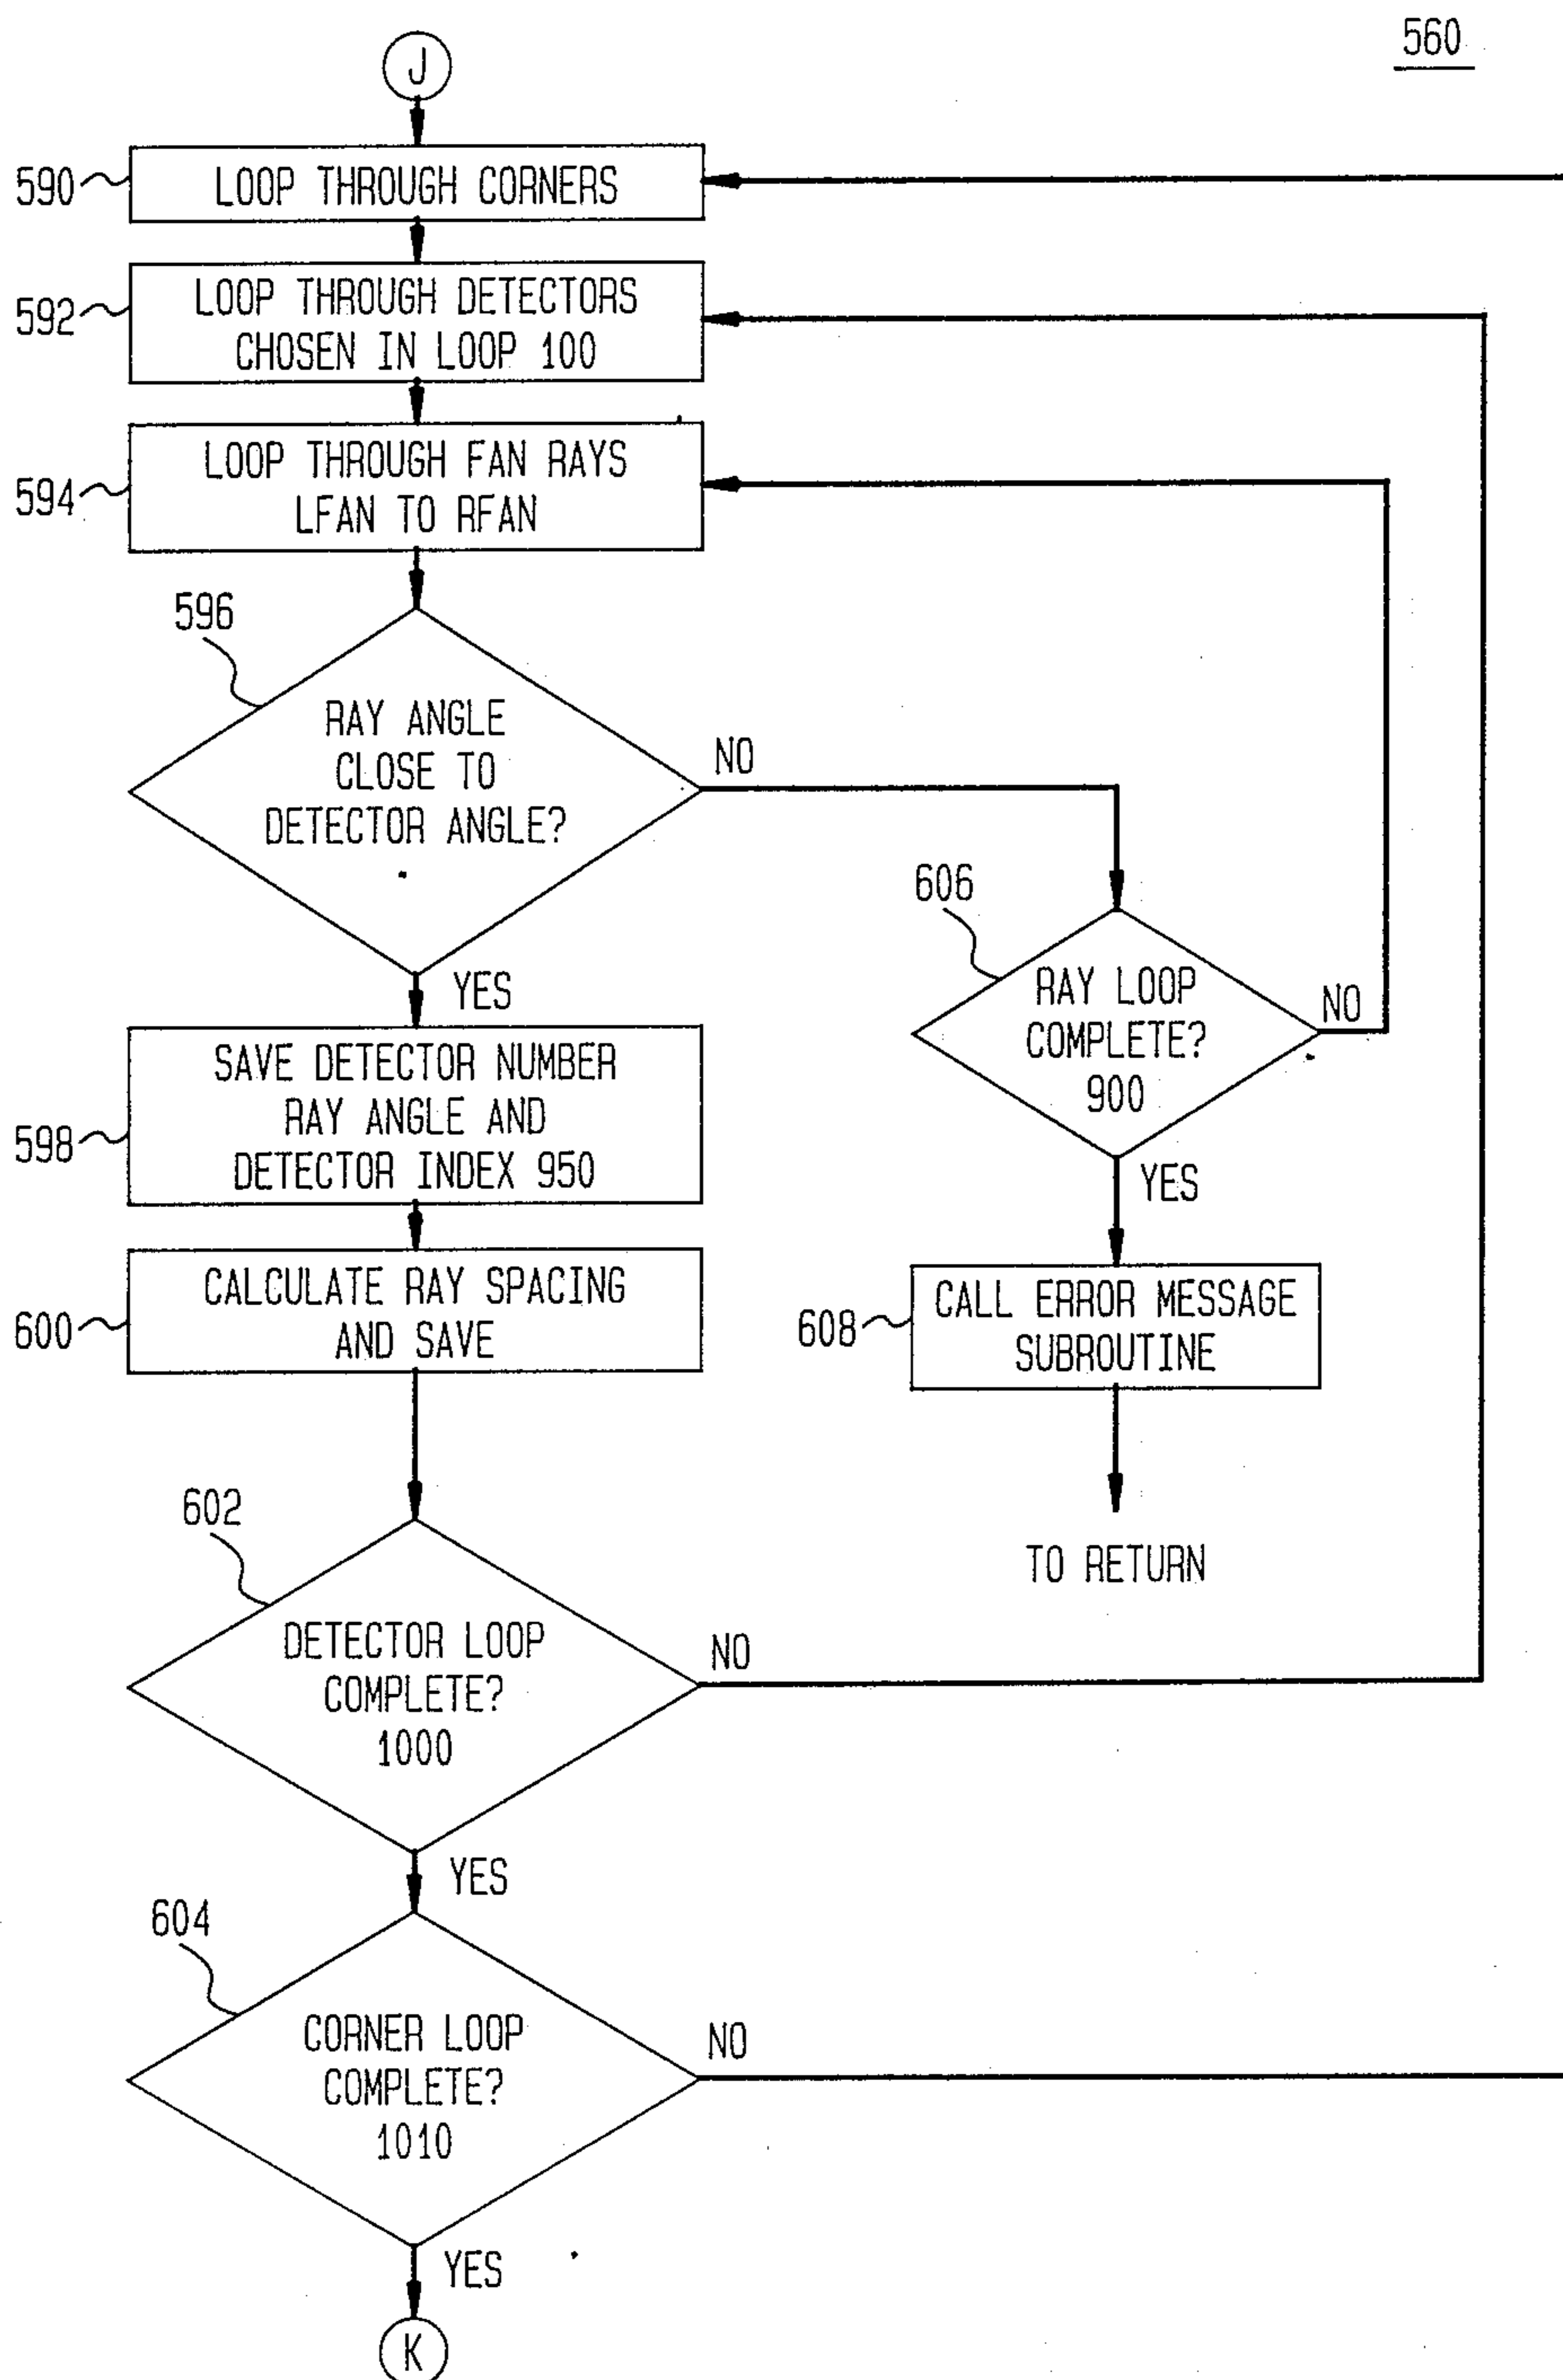 560
J
590
LOOP THROUGH CORNERS
592
LOOP THROUGH DETECTORS
CHOSEN IN LOOP 100
594
LOOP THROUGH FAN RAYS
LFAN TO RFAN
596
RAY ANGLE
CLOSE TO
DETECTOR ANGLE?
NO
YES
606
RAY LOOP
COMPLETE?
900
NO
YES
598
SAVE DETECTOR NUMBER
RAY ANGLE AND
DETECTOR INDEX 950
600
CALCULATE RAY SPACING
AND SAVE
608
CALL ERROR MESSAGE
SUBROUTINE
TO RETURN
602
DETECTOR LOOP
COMPLETE?
1000
NO
YES
604
CORNER LOOP
COMPLETE?
1010
NO
YES
K